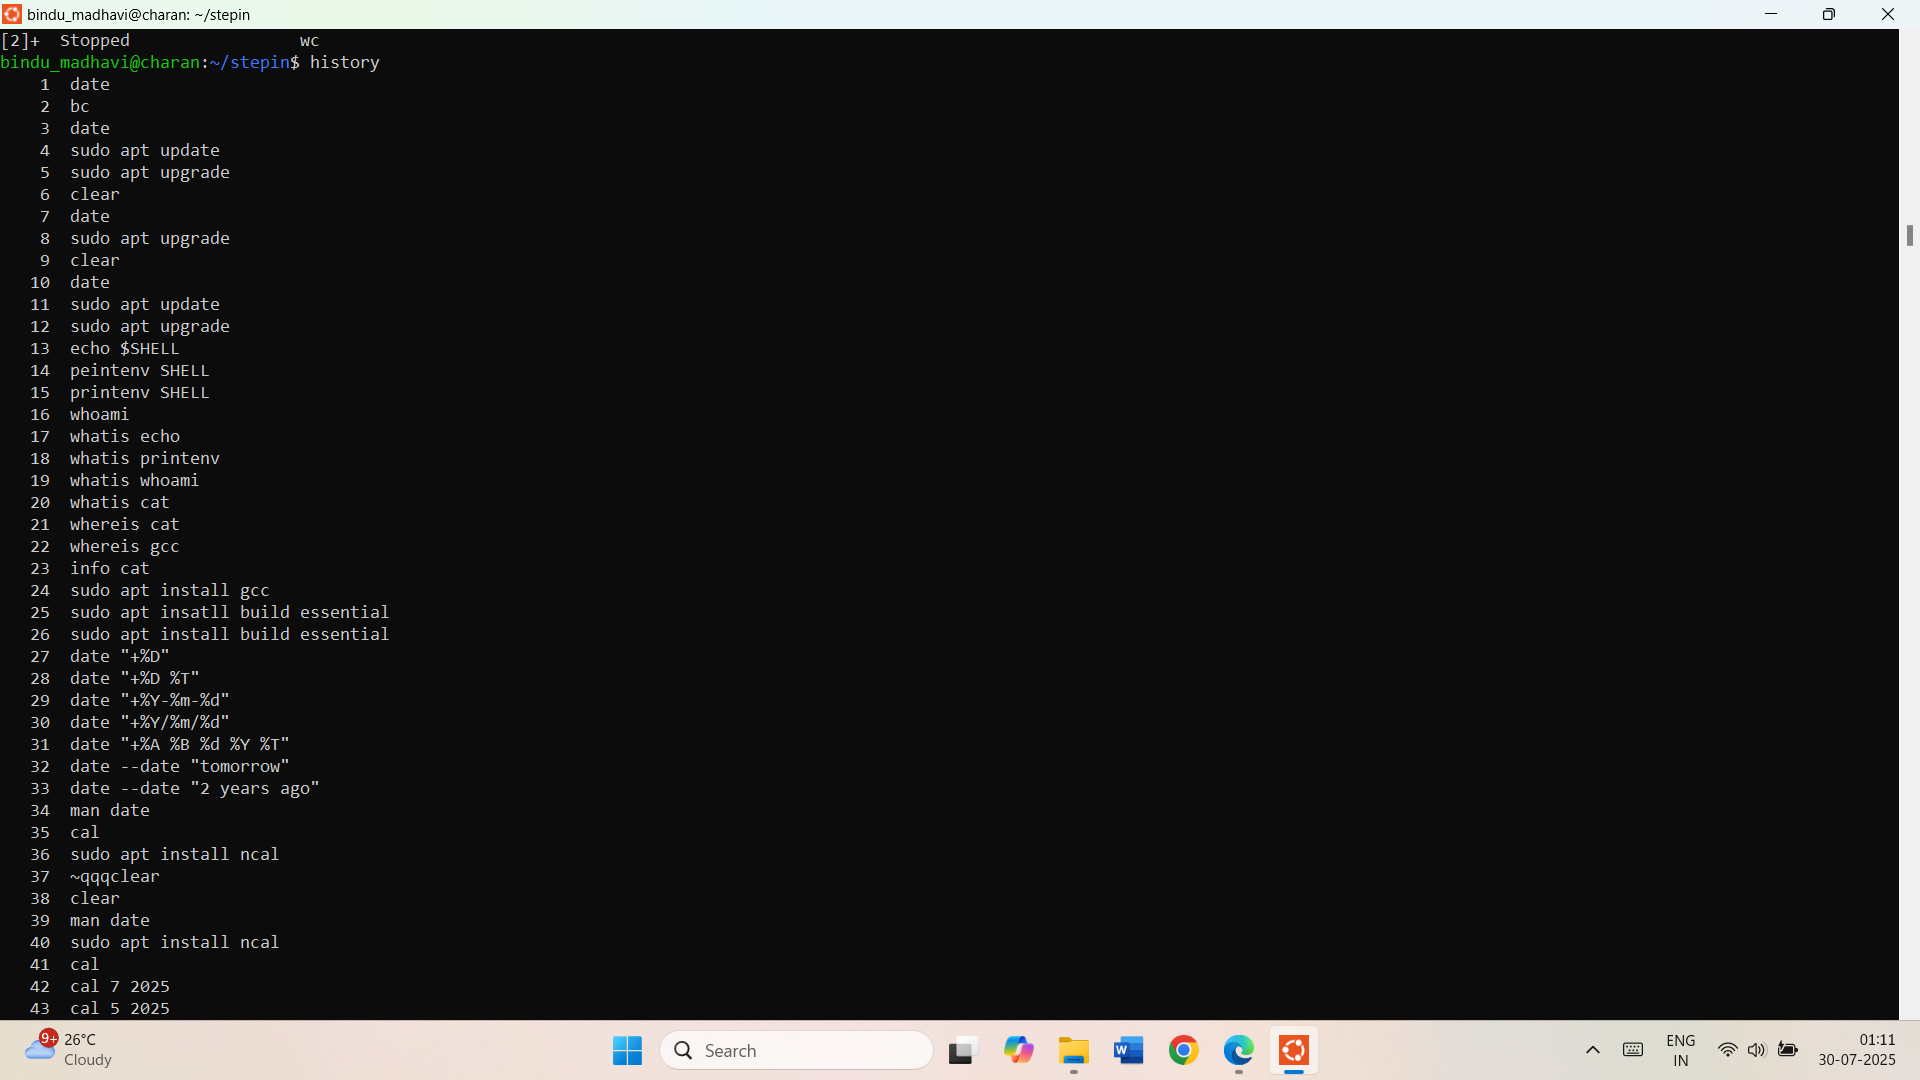 bindu_madhavi@charan: ~/stepin
[2]+  Stopped                 wc
bindu_madhavi@charan:~/stepin$ history
    1  date
    2  bc
    3  date
    4  sudo apt update
    5  sudo apt upgrade
    6  clear
    7  date
    8  sudo apt upgrade
    9  clear
   10  date
   11  sudo apt update
   12  sudo apt upgrade
   13  echo $SHELL
   14  peintenv SHELL
   15  printenv SHELL
   16  whoami
   17  whatis echo
   18  whatis printenv
   19  whatis whoami
   20  whatis cat
   21  whereis cat
   22  whereis gcc
   23  info cat
   24  sudo apt install gcc
   25  sudo apt insatll build essential
   26  sudo apt install build essential
   27  date "+%D"
   28  date "+%D %T"
   29  date "+%Y-%m-%d"
   30  date "+%Y/%m/%d"
   31  date "+%A %B %d %Y %T"
   32  date --date "tomorrow"
   33  date --date "2 years ago"
   34  man date
   35  cal
   36  sudo apt install ncal
   37  ~qqqclear
   38  clear
   39  man date
   40  sudo apt install ncal
   41  cal
   42  cal 7 2025
   43  cal 5 2025
9+ 26°C
Cloudy
Search
W
ENG
IN
01:11
30-07-2025